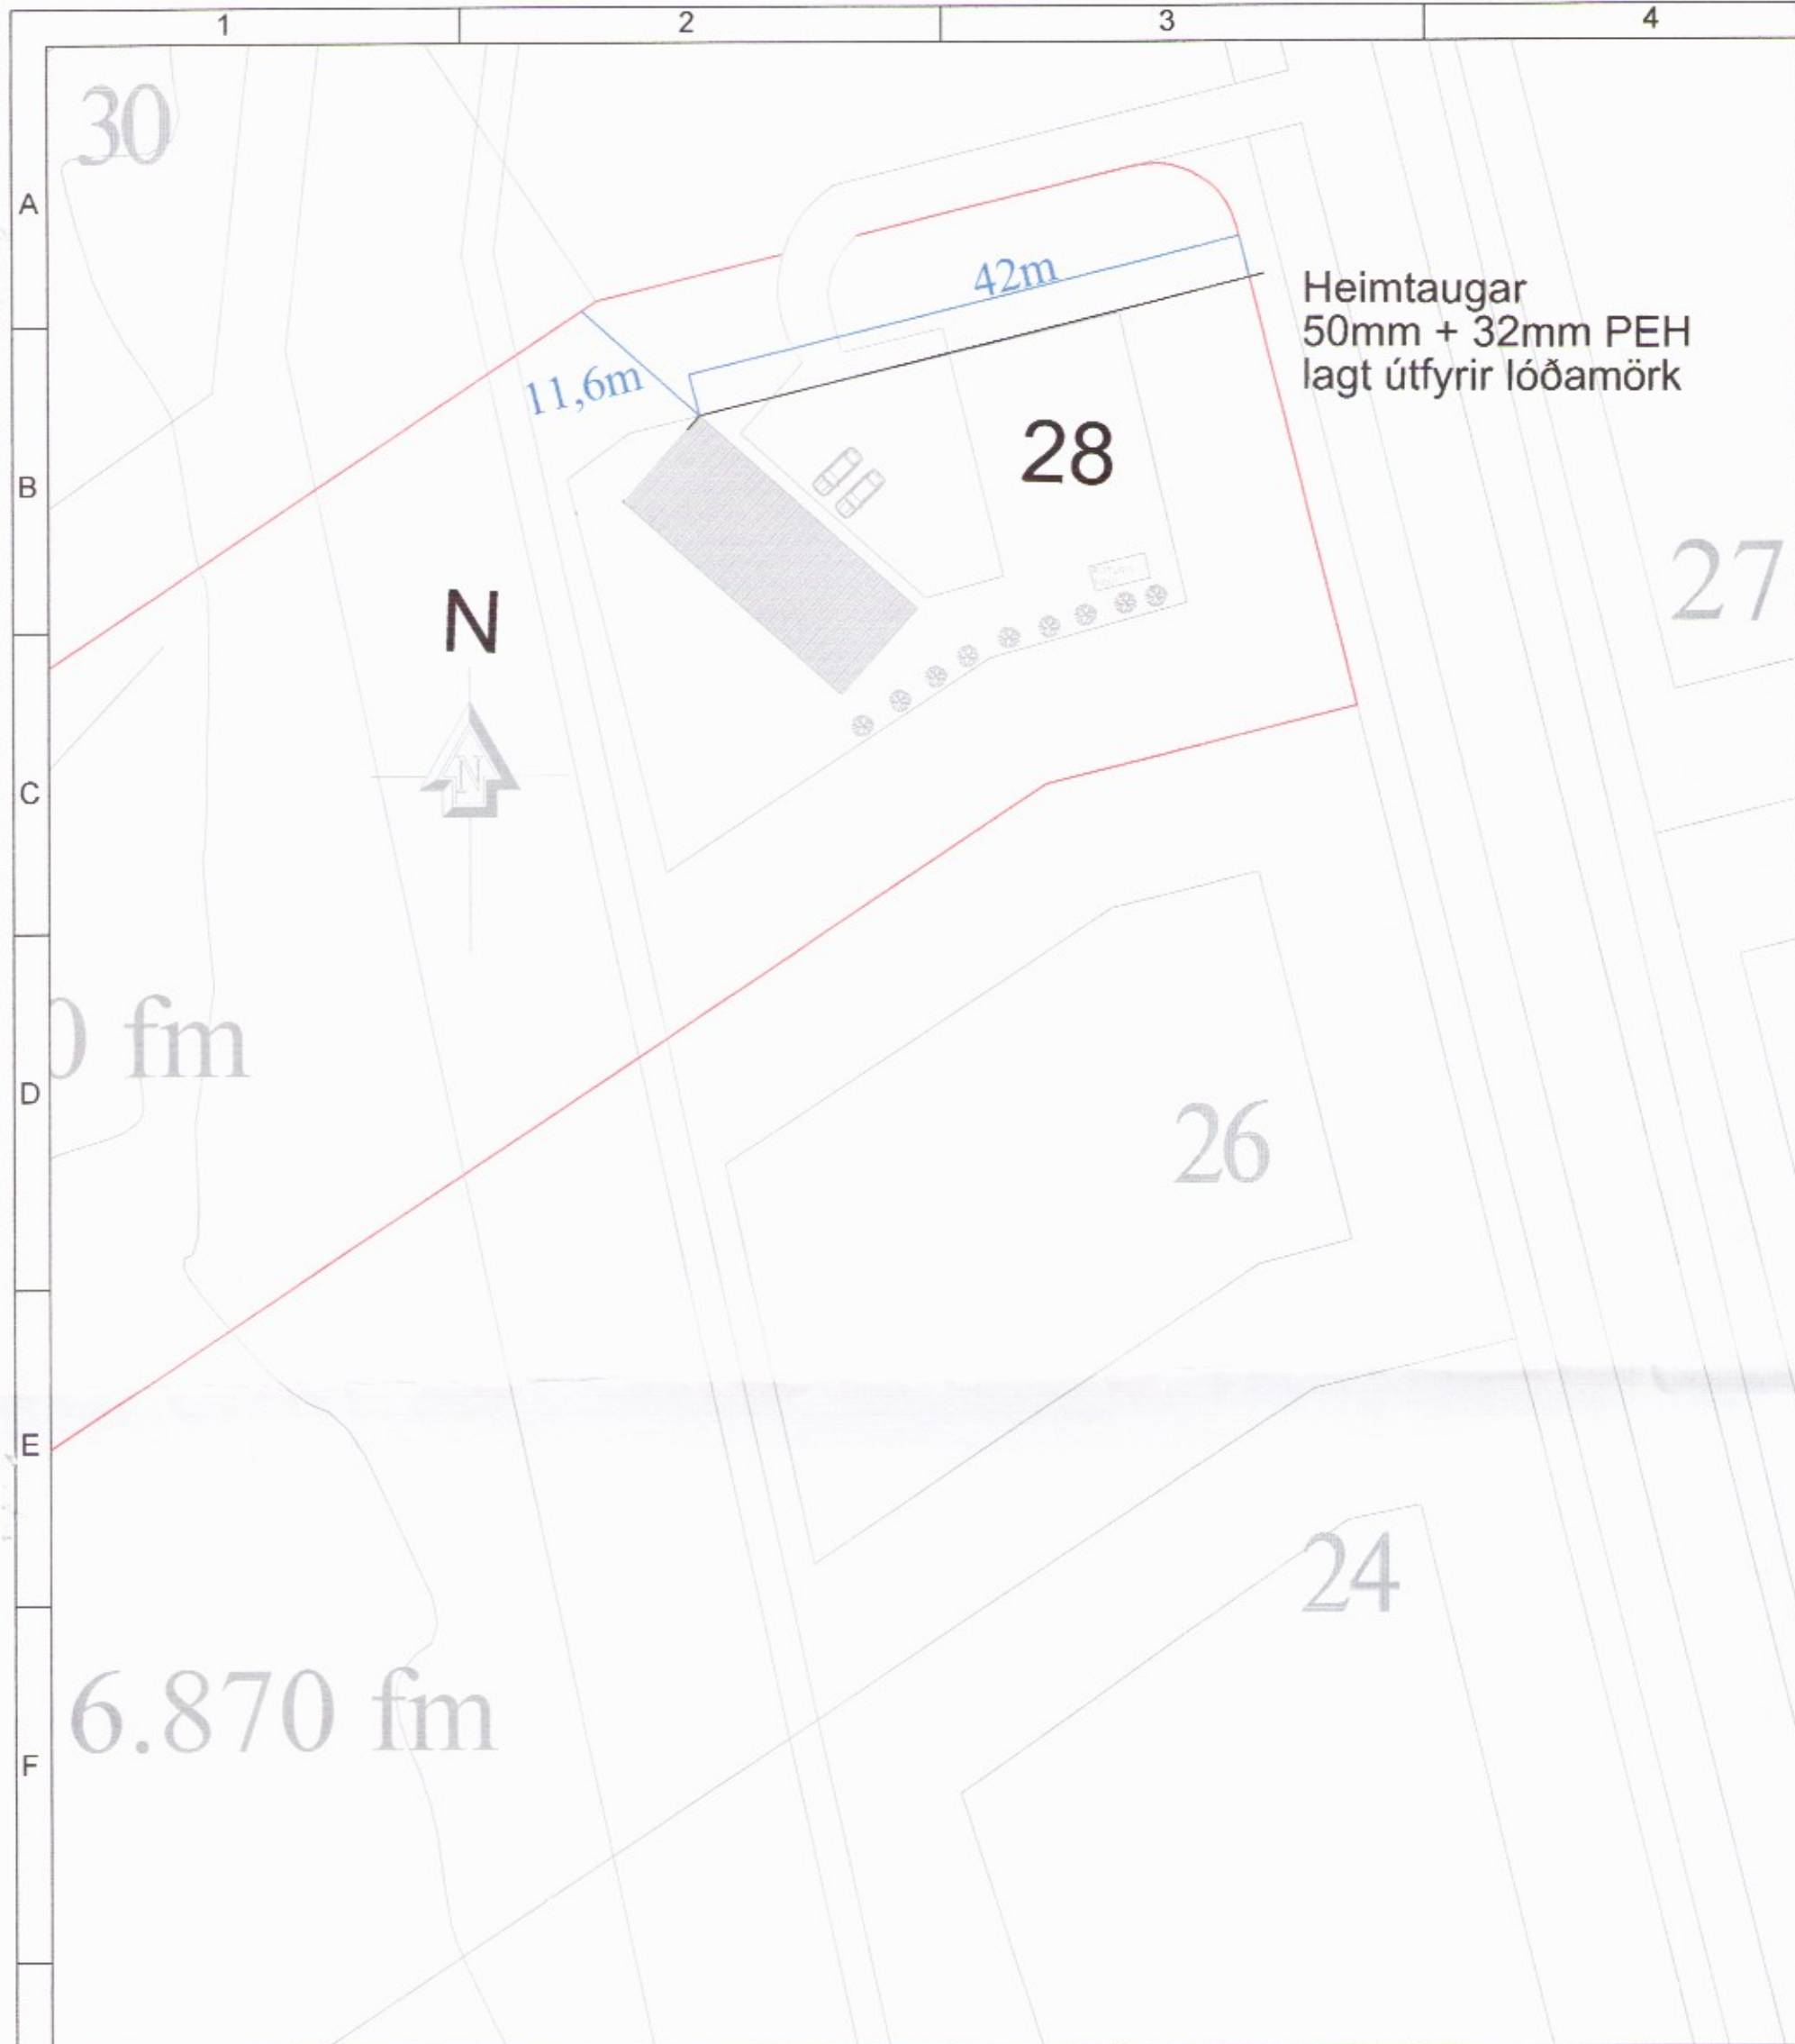 1
2
3
4
30
A
42m
Heimtaugar
50mm + 32mm PEH
lagt útfyrir lóðamörk
11,6m
28
B
27
N
N
C
0 fm
D
26
E
24
6.870 fm
F